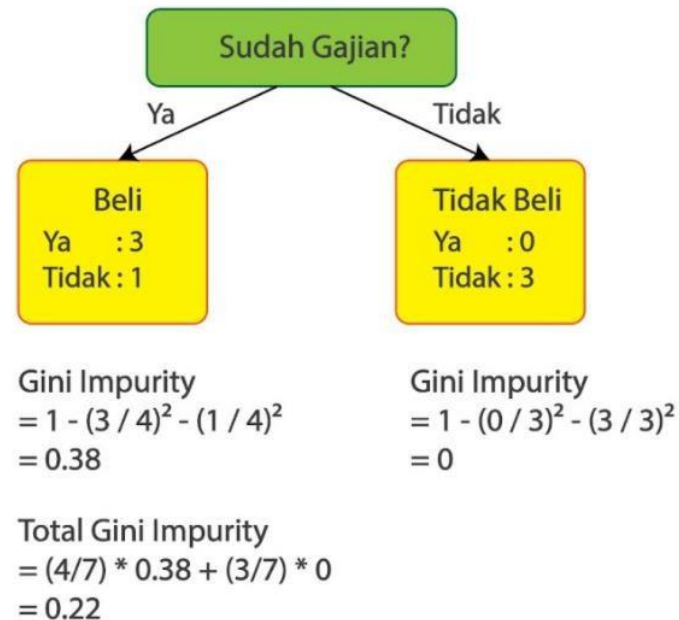 Sudah Gajian?
Ya
Tidak
Beli
Ya : 3
Tidak : 1
Tidak Beli
Ya : 0
Tidak : 3
Gini Impurity
= 1 - (3 / 4)² - (1 / 4)²
= 0.38
Gini Impurity
= 1 - (0 / 3)² - (3 / 3)²
= 0
Total Gini Impurity
= (4/7) * 0.38 + (3/7) * 0
= 0.22